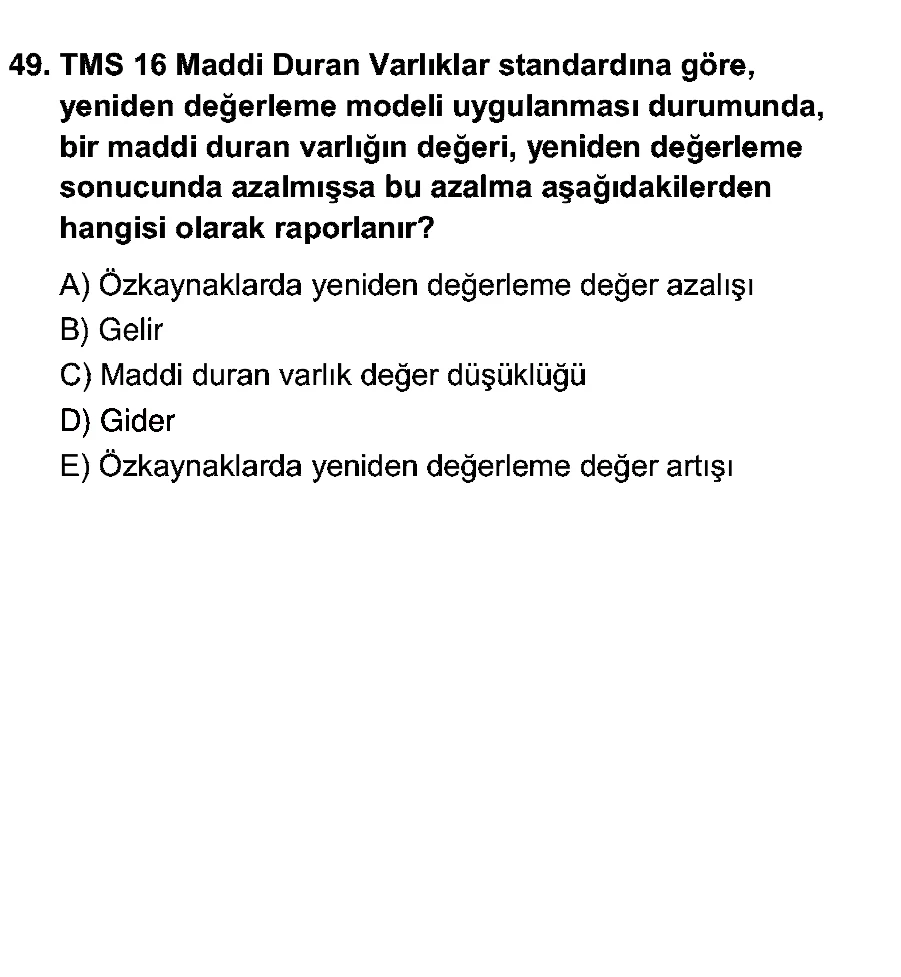 49. TMS 16 Maddi Duran Varlıklar standardına göre,
yeniden değerleme modeli uygulanması durumunda,
bir maddi duran varlığın değeri, yeniden değerleme
sonucunda azalmışsa bu azalma aşağıdakilerden
hangisi olarak raporlanır?
A) Özkaynaklarda yeniden değerleme değer azalışı
B) Gelir
C) Maddi duran varlık değer düşüklüğü
D) Gider
E) Özkaynaklarda yeniden değerleme değer artışı